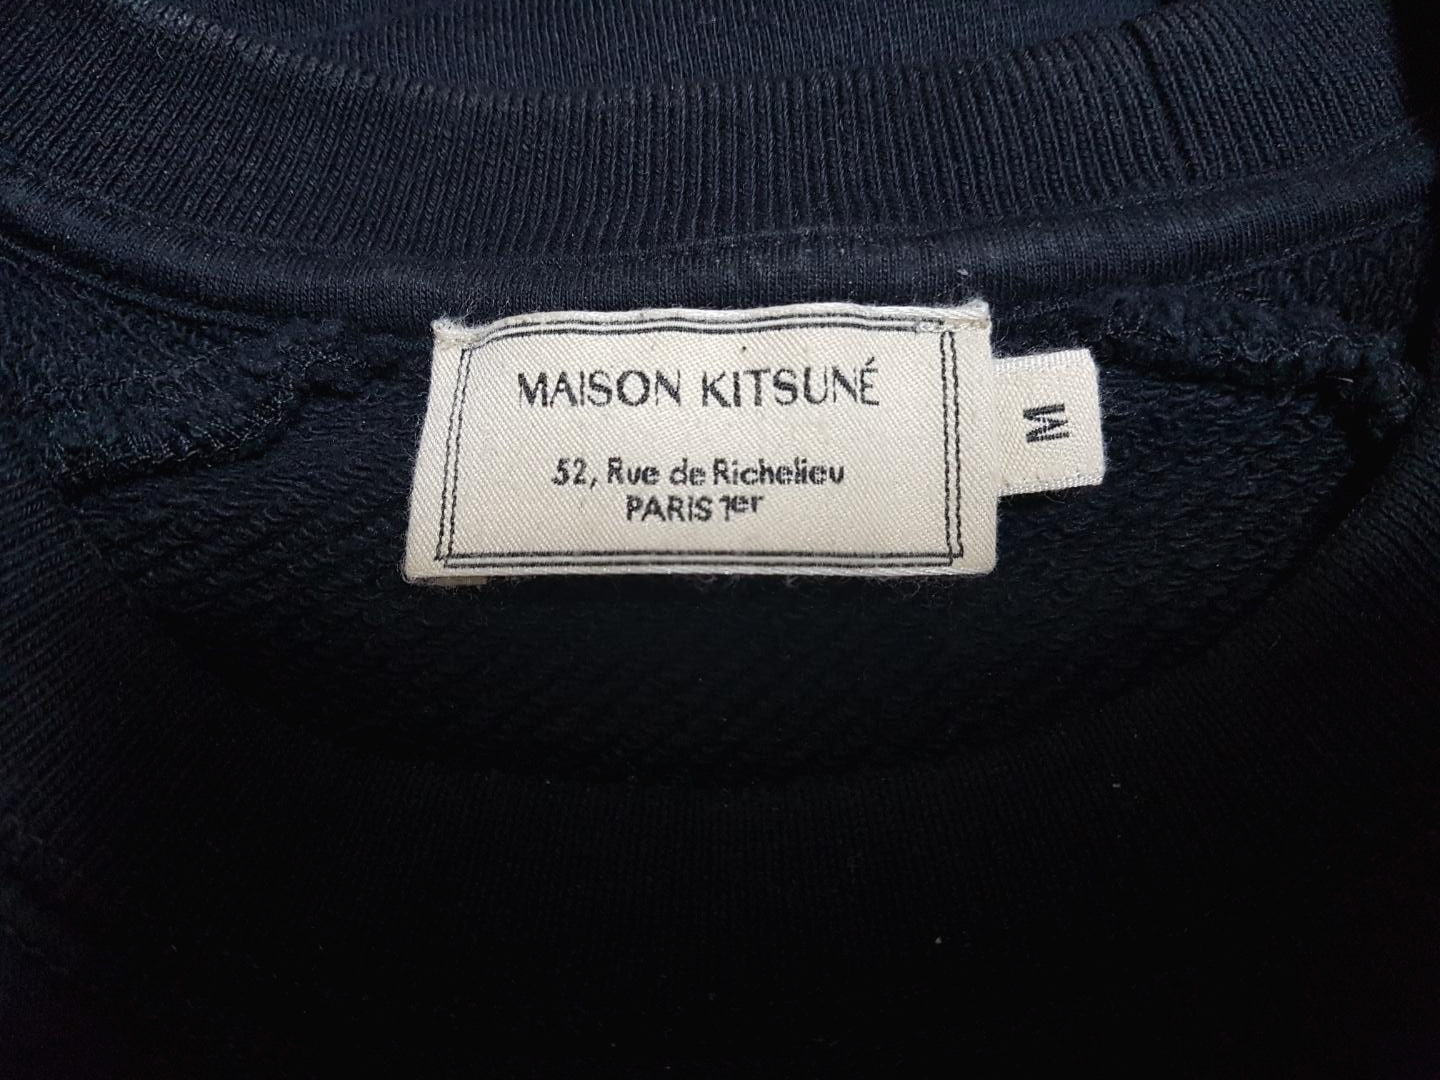 MAISON KITSUNÉ
52, Rue de Richelieu
PARIS 1er
M